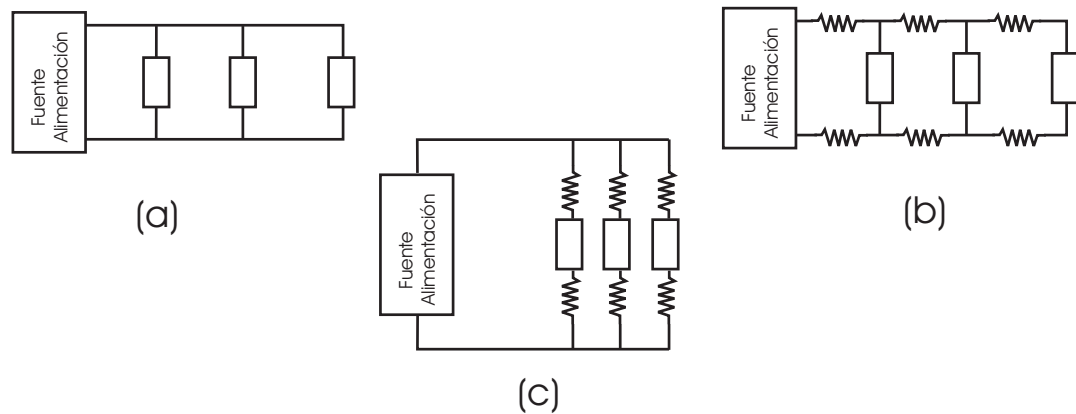 Fuente
Alimentación
(a)
Fuente
Alimentación
(b)
Fuente
Alimentación
(c)